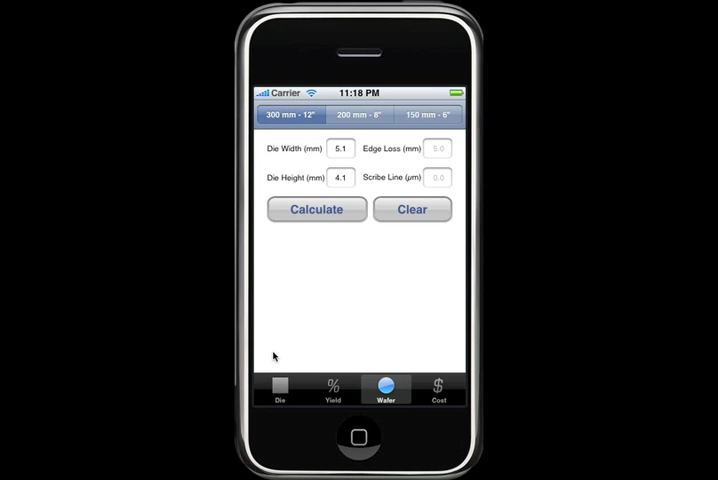 Carrier 11:18 PM
300 mm - 12" 200 mm - 8" 150 mm - 6"
Die Width (mm) 5.1 Edge Loss (mm) 5.0
Die Height (mm) 4.1 Scribe Line (µm) 0.0
Calculate Clear
% $
Die Yield Wafer Cost